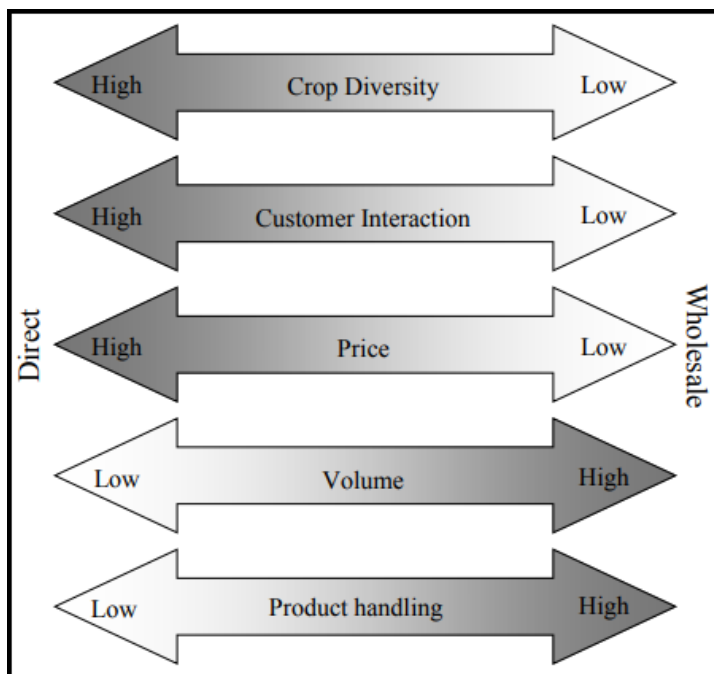 High Crop Diversity Low
High Customer Interaction Low
Direct
High Price Low
Wholesale
Low Volume High
Low Product handling High